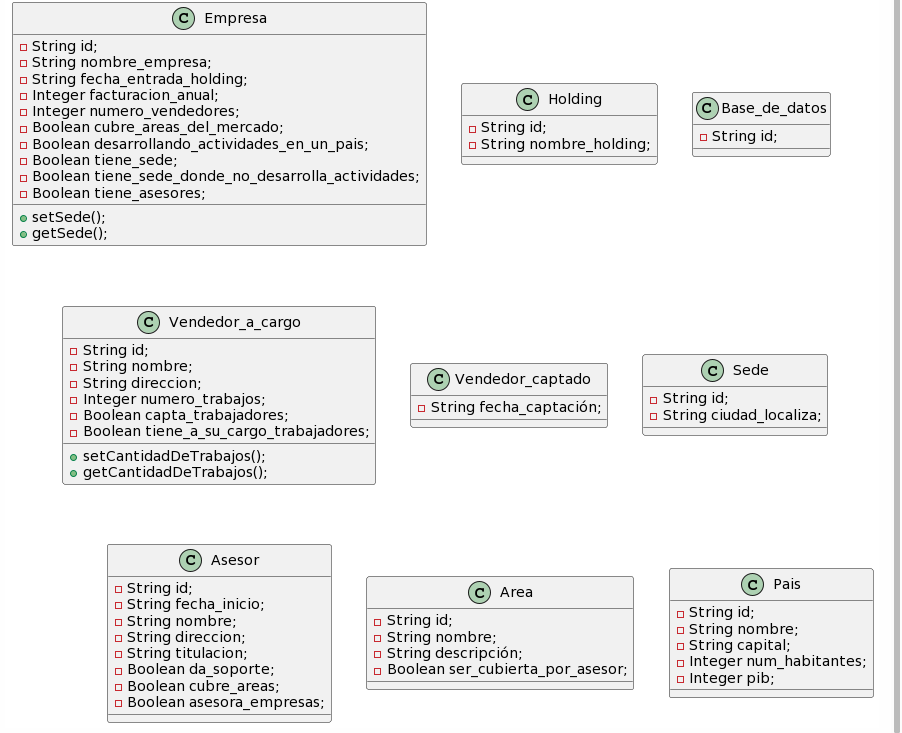 C Empresa
String id;
String nombre_empresa;
String fecha_entrada_holding;
Integer facturacion_anual;
Integer numero_vendedores;
Boolean cubre_areas_del_mercado;
Boolean desarrollando_actividades_en_un_pais;
Boolean tiene_sede;
Boolean tiene_sede_donde_no_desarrolla_actividades;
Boolean tiene_asesores;
setSede();
getSede();
C Holding
String id;
String nombre_holding;
C Base_de_datos
String id;
C Vendedor_a_cargo
String id;
String nombre;
String direccion;
Integer numero_trabajos;
Boolean capta_trabajadores;
Boolean tiene_a_su_cargo_trabajadores;
setCantidadDeTrabajos();
getCantidadDeTrabajos();
C Vendedor_captado
String fecha_captación;
C Sede
String id;
String ciudad_localiza;
C Asesor
String id;
String fecha_inicio;
String nombre;
String direccion;
String titulacion;
Boolean da_soporte;
Boolean cubre_areas;
Boolean asesora_empresas;
C Area
String id;
String nombre;
String descripción;
Boolean ser_cubierta_por_asesor;
C Pais
String id;
String nombre;
String capital;
Integer num_habitantes;
Integer pib;